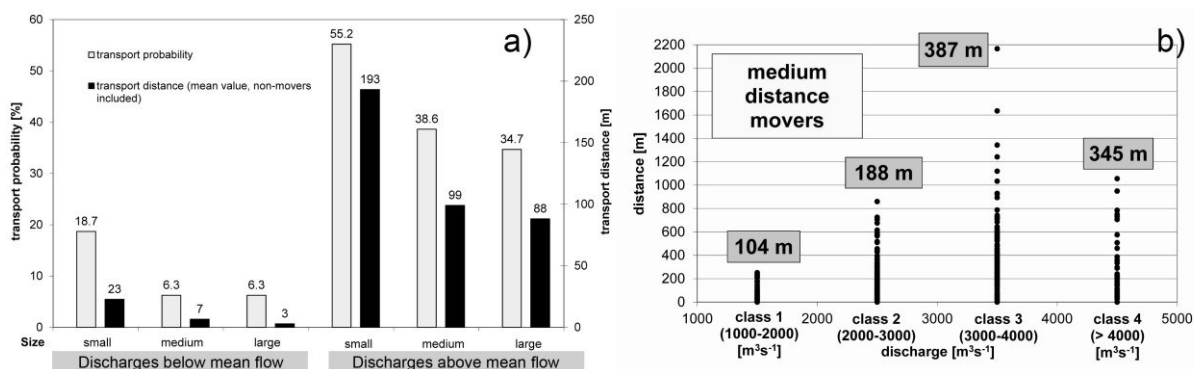 a)
transport probability [%]
60
50
40
30
20
10
0
transport probability
transport distance (mean value, non-movers
included)
18.7
23
6.3
7
6.3
3
55.2
193
38.6
99
34.7
88
250
200
150
100
50
0
transport distance [m]
Size small medium large small medium large
Discharges below mean flow Discharges above mean flow
b)
distance [m]
2200
2000
1800
1600
1400
1200
1000
800
600
400
200
0
medium
distance
movers
104 m
188 m
387 m
345 m
1000 2000 3000 4000 5000
class 1 class 2 class 3 class 4
(1000-2000) (2000-3000) (3000-4000) (> 4000)
[m³s⁻¹] discharge [m³s⁻¹] [m³s⁻¹]